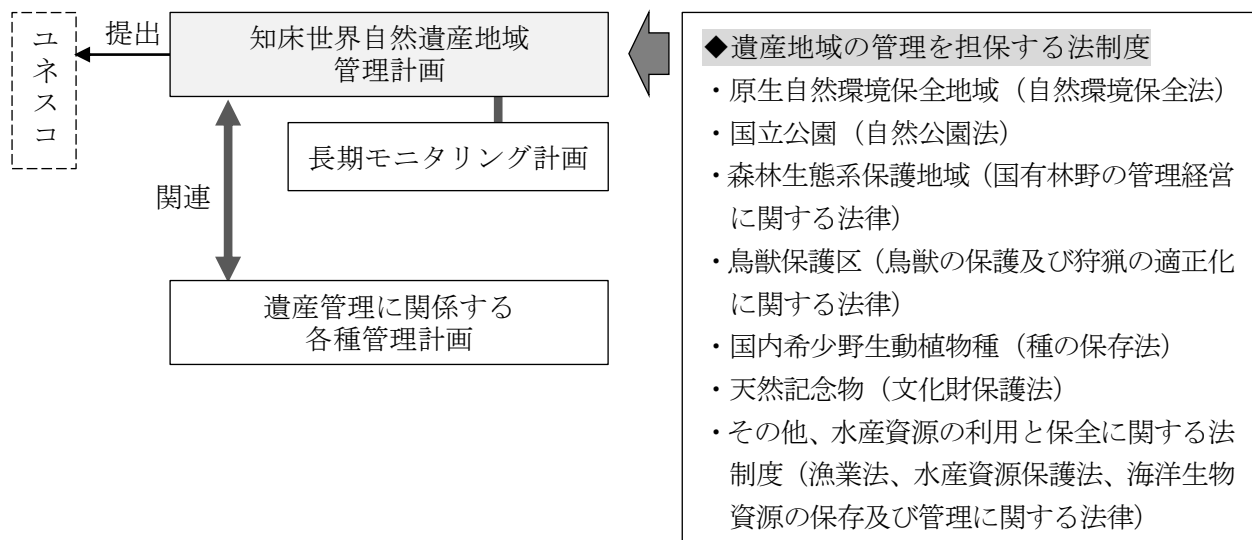 ユネスコ
提出
知床世界自然遺産地域
管理計画
長期モニタリング計画
関連
遺産管理に関係する
各種管理計画
◆遺産地域の管理を担保する法制度
・原生自然環境保全地域（自然環境保全法）
・国立公園（自然公園法）
・森林生態系保護地域（国有林野の管理経営
に関する法律）
・鳥獣保護区（鳥獣の保護及び狩猟の適正化
に関する法律）
・国内希少野生動植物種（種の保存法）
・天然記念物（文化財保護法）
・その他、水産資源の利用と保全に関する法
制度（漁業法、水産資源保護法、海洋生物
資源の保存及び管理に関する法律）